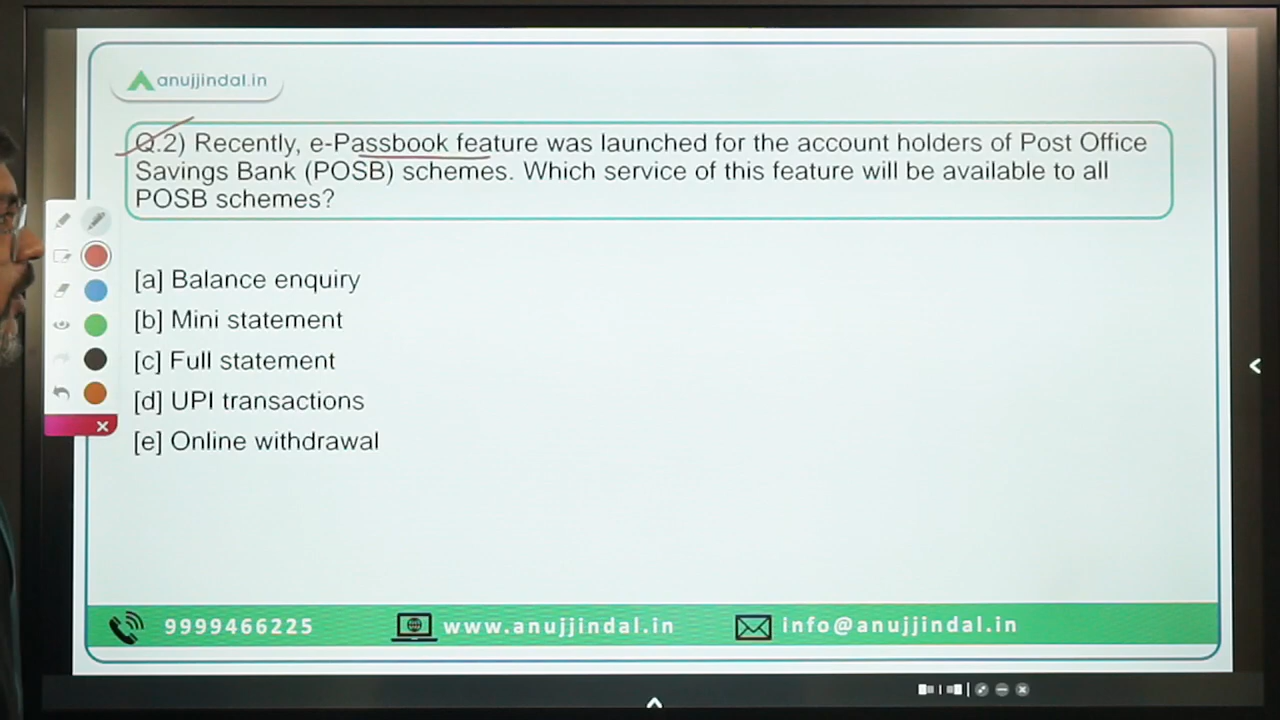 anujjindal.in
Q.2) Recently, e-Passbook feature was launched for the account holders of Post Office
Savings Bank (POSB) schemes. Which service of this feature will be available to all
POSB schemes?
[a] Balance enquiry
[b] Mini statement
[c] Full statement
[d] UPI transactions
[e] Online withdrawal
9999466225 www.anujjindal.in info@anujjindal.in